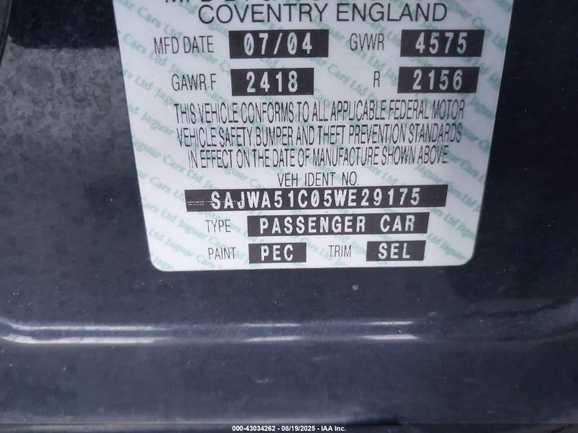 COVENTRY ENGLAND
MFD DATE 07/04 GVWR 4575
GAWR F 2418 R 2156
THIS VEHICLE CONFORMS TO ALL APPLICABLE FEDERAL MOTOR
VEHICLE SAFETY BUMPER AND THEFT PREVENTION STANDARDS
IN EFFECT ON THE DATE OF MANUFACTURE SHOWN ABOVE
VEH IDENT NO.
SAJWA51C05WE29175
TYPE PASSENGER CAR
PAINT PEC TRIM SEL
000-43034262 - 08/19/2025 - IAA Inc.